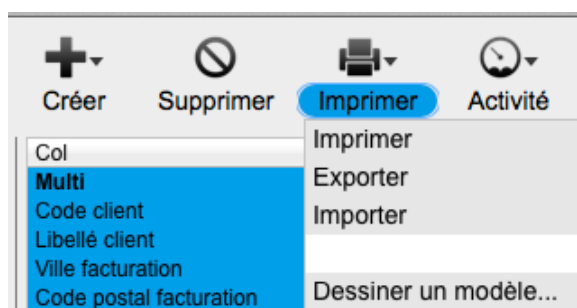 Créer Supprimer Imprimer Activité
Col
Multi
Code client
Libellé client
Ville facturation
Code postal facturation
Imprimer
Exporter
Importer
Dessiner un modèle...